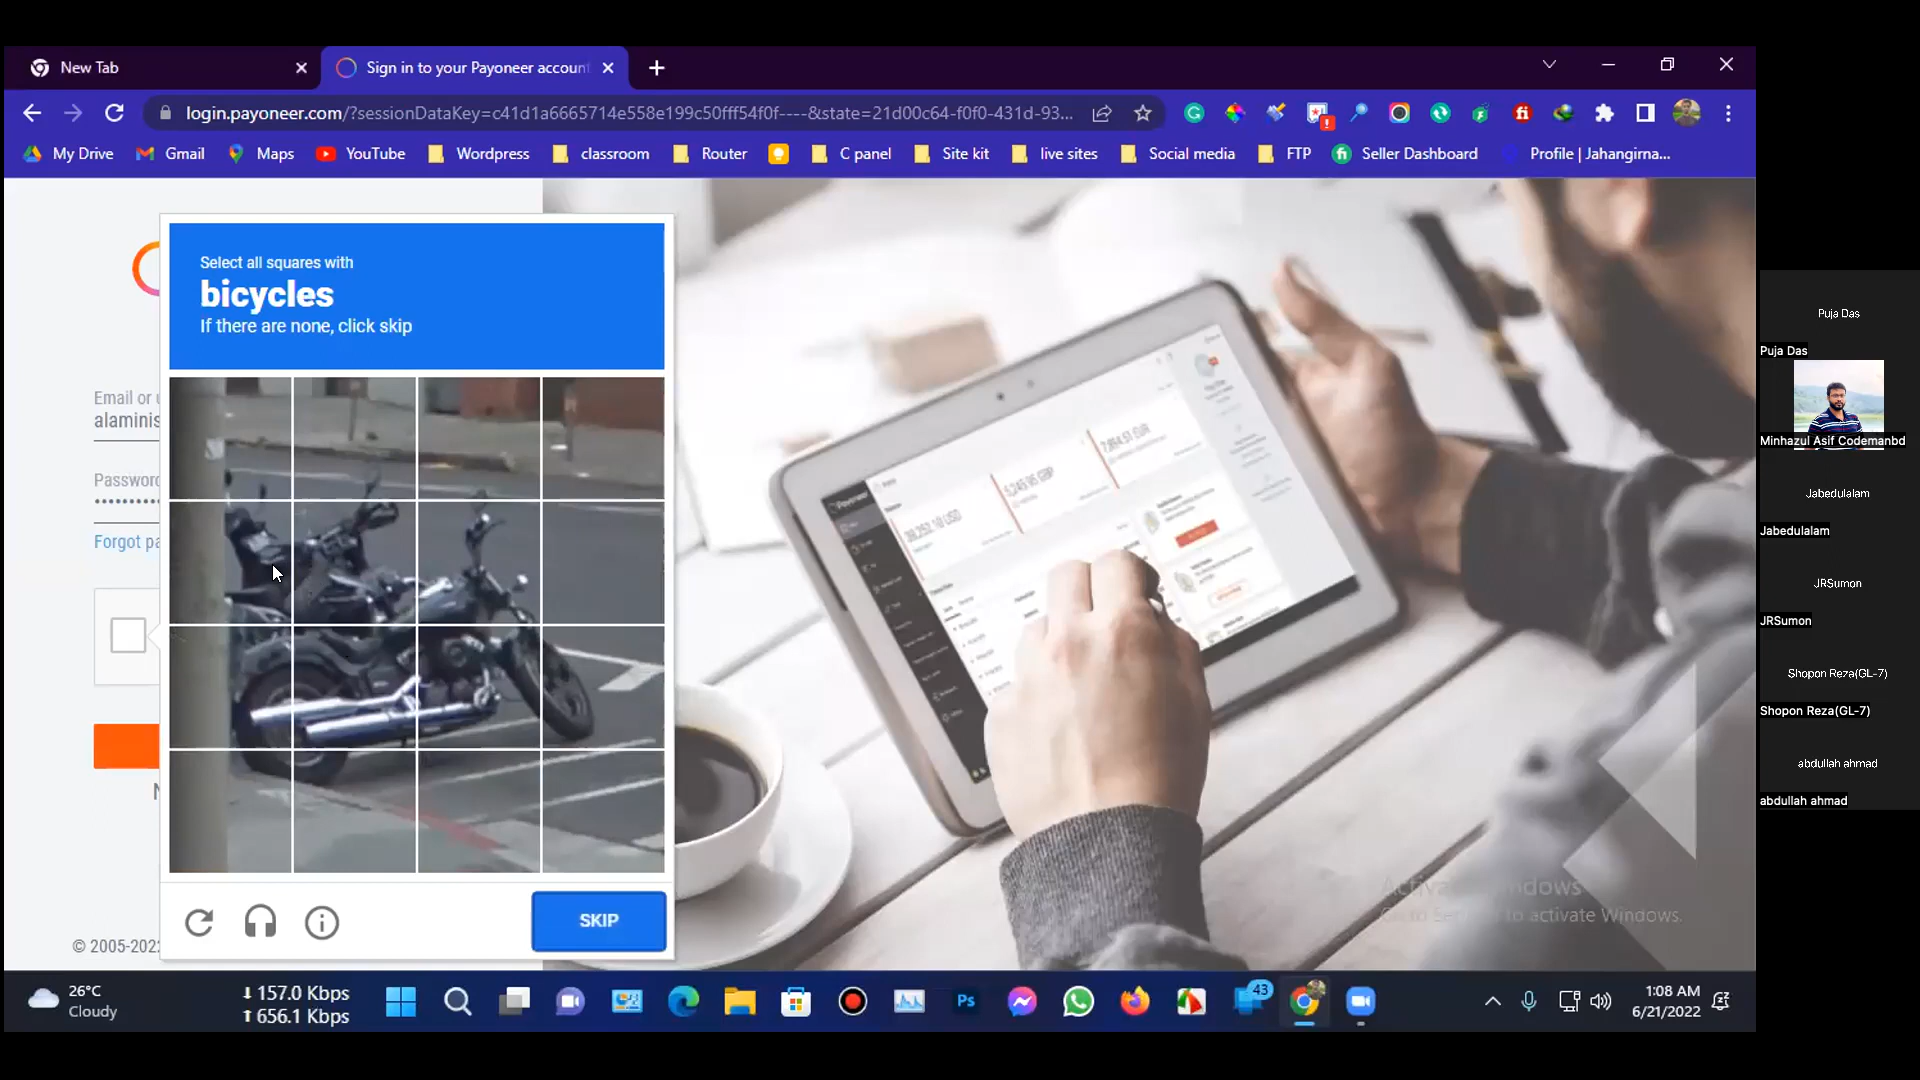 New Tab
Sign in to your Payoneer accoun
login.payoneer.com/?sessionDataKey=c41d1a6665714e558e199c50fff54f0f----&state=21d00c64-f0f0-431d-93...
My Drive
Gmail
Maps
YouTube
Wordpress
classroom
Router
C panel
Site kit
live sites
Social media
FTP
Seller Dashboard
Profile | Jahangirna...
Select all squares with
bicycles
If there are none, click skip
Email or u
alaminis
Password
Forgot pa
SKIP
© 2005-202
Puja Das
Puja Das
Minhazul Asif Codemanbd
Jabedulalam
Jabedulalam
JRSumon
JRSumon
Shopon Reza(GL-7)
Shopon Reza(GL-7)
abdullah ahmad
abdullah ahmad
to activate Windows.
26°C
Cloudy
157.0 Kbps
656.1 Kbps
Ps
43
1:08 AM
6/21/2022